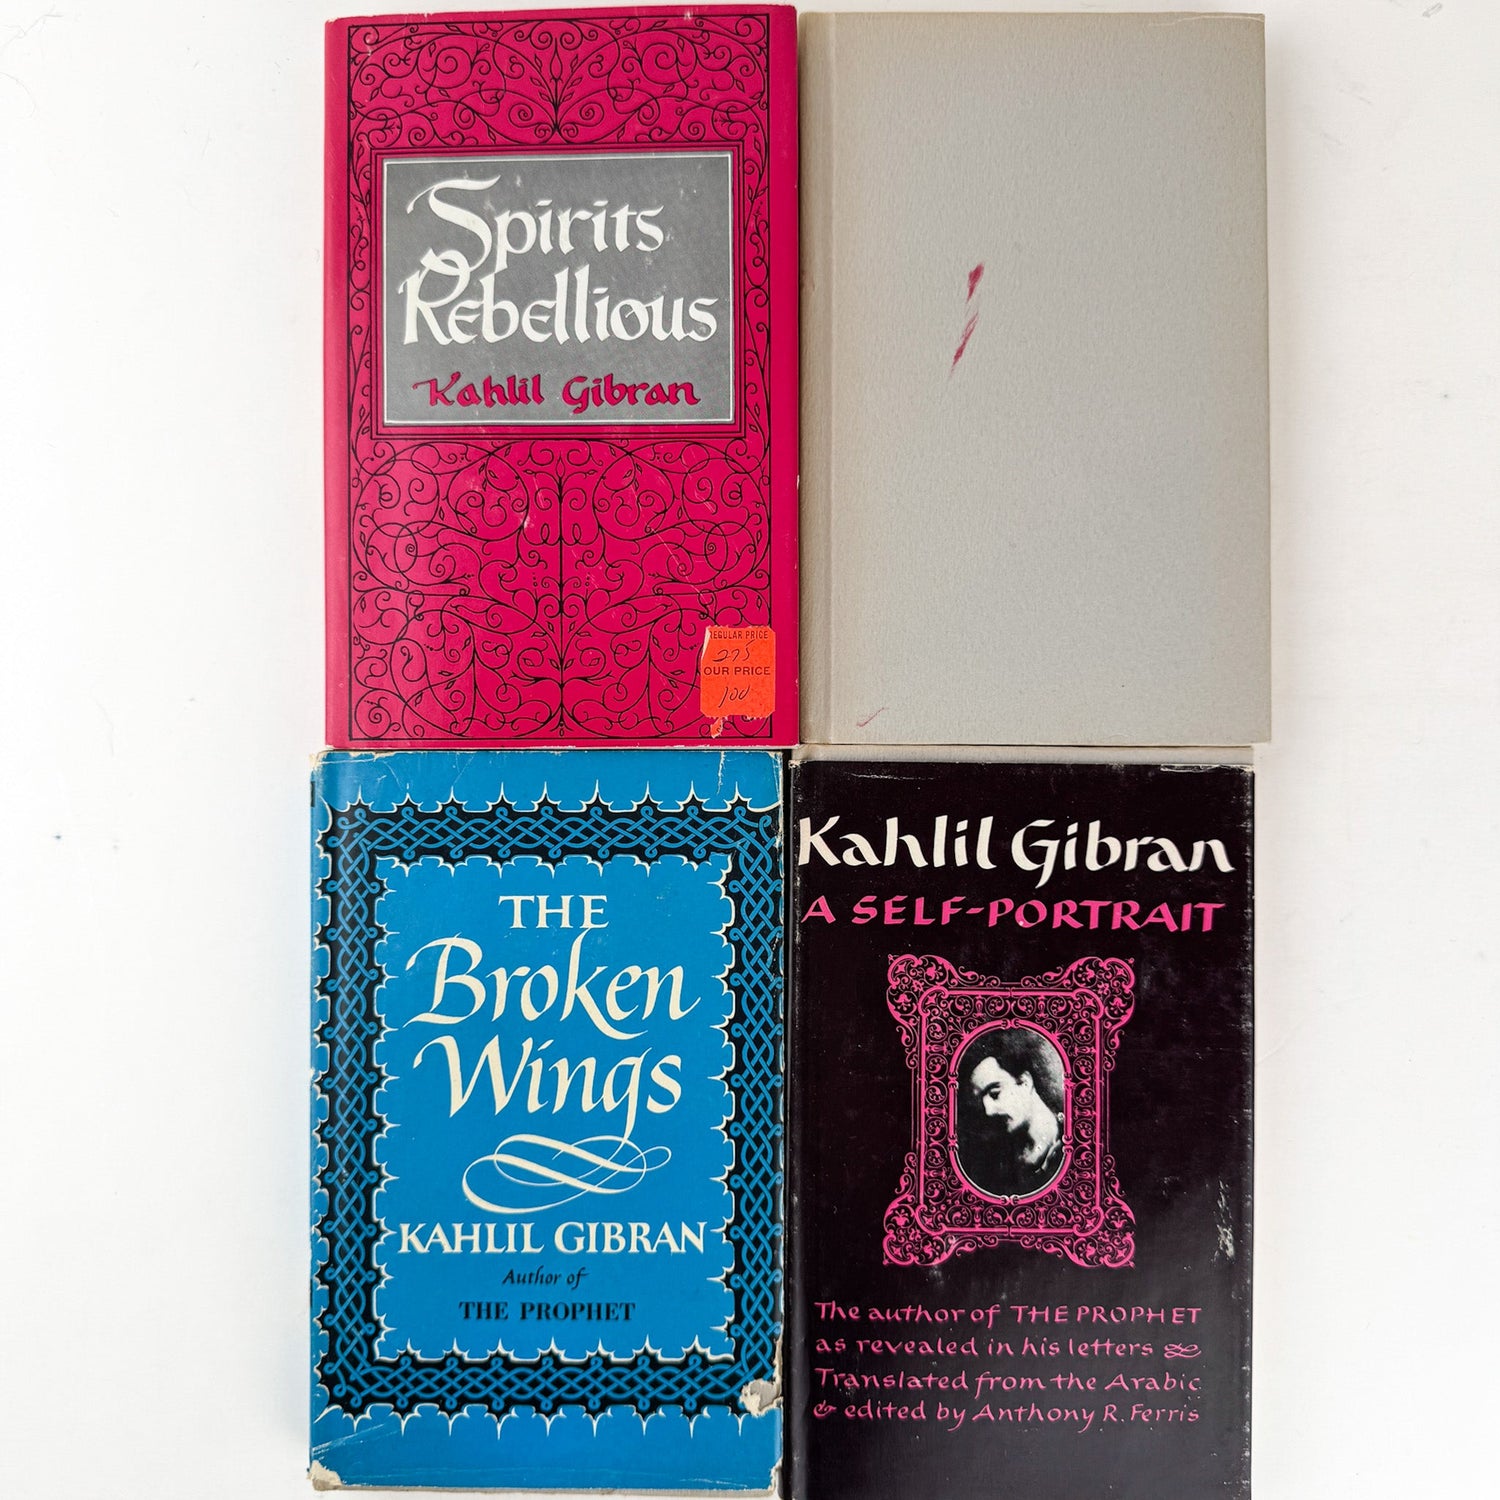 Spirits
Rebellious
Kahlil Gibran
REGULAR PRICE
275
OUR PRICE
100
THE
Broken
Wings
KAHLIL GIBRAN
Author of
THE PROPHET
Kahlil Gibran
A SELF-PORTRAIT
The author of THE PROPHET
as revealed in his letters
Translated from the Arabic
& edited by Anthony R. Ferris